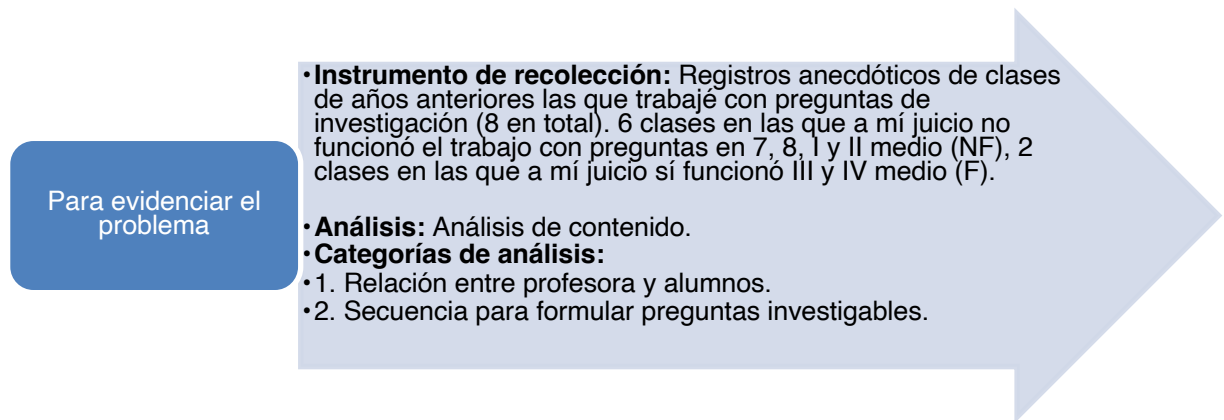 Para evidenciar el
problema
•Instrumento de recolección: Registros anecdóticos de clases
de años anteriores las que trabajé con preguntas de
investigación (8 en total). 6 clases en las que a mí juicio no
funcionó el trabajo con preguntas en 7, 8, I y II medio (NF), 2
clases en las que a mí juicio sí funcionó III y IV medio (F).
•Análisis: Análisis de contenido.
•Categorías de análisis:
•1. Relación entre profesora y alumnos.
•2. Secuencia para formular preguntas investigables.